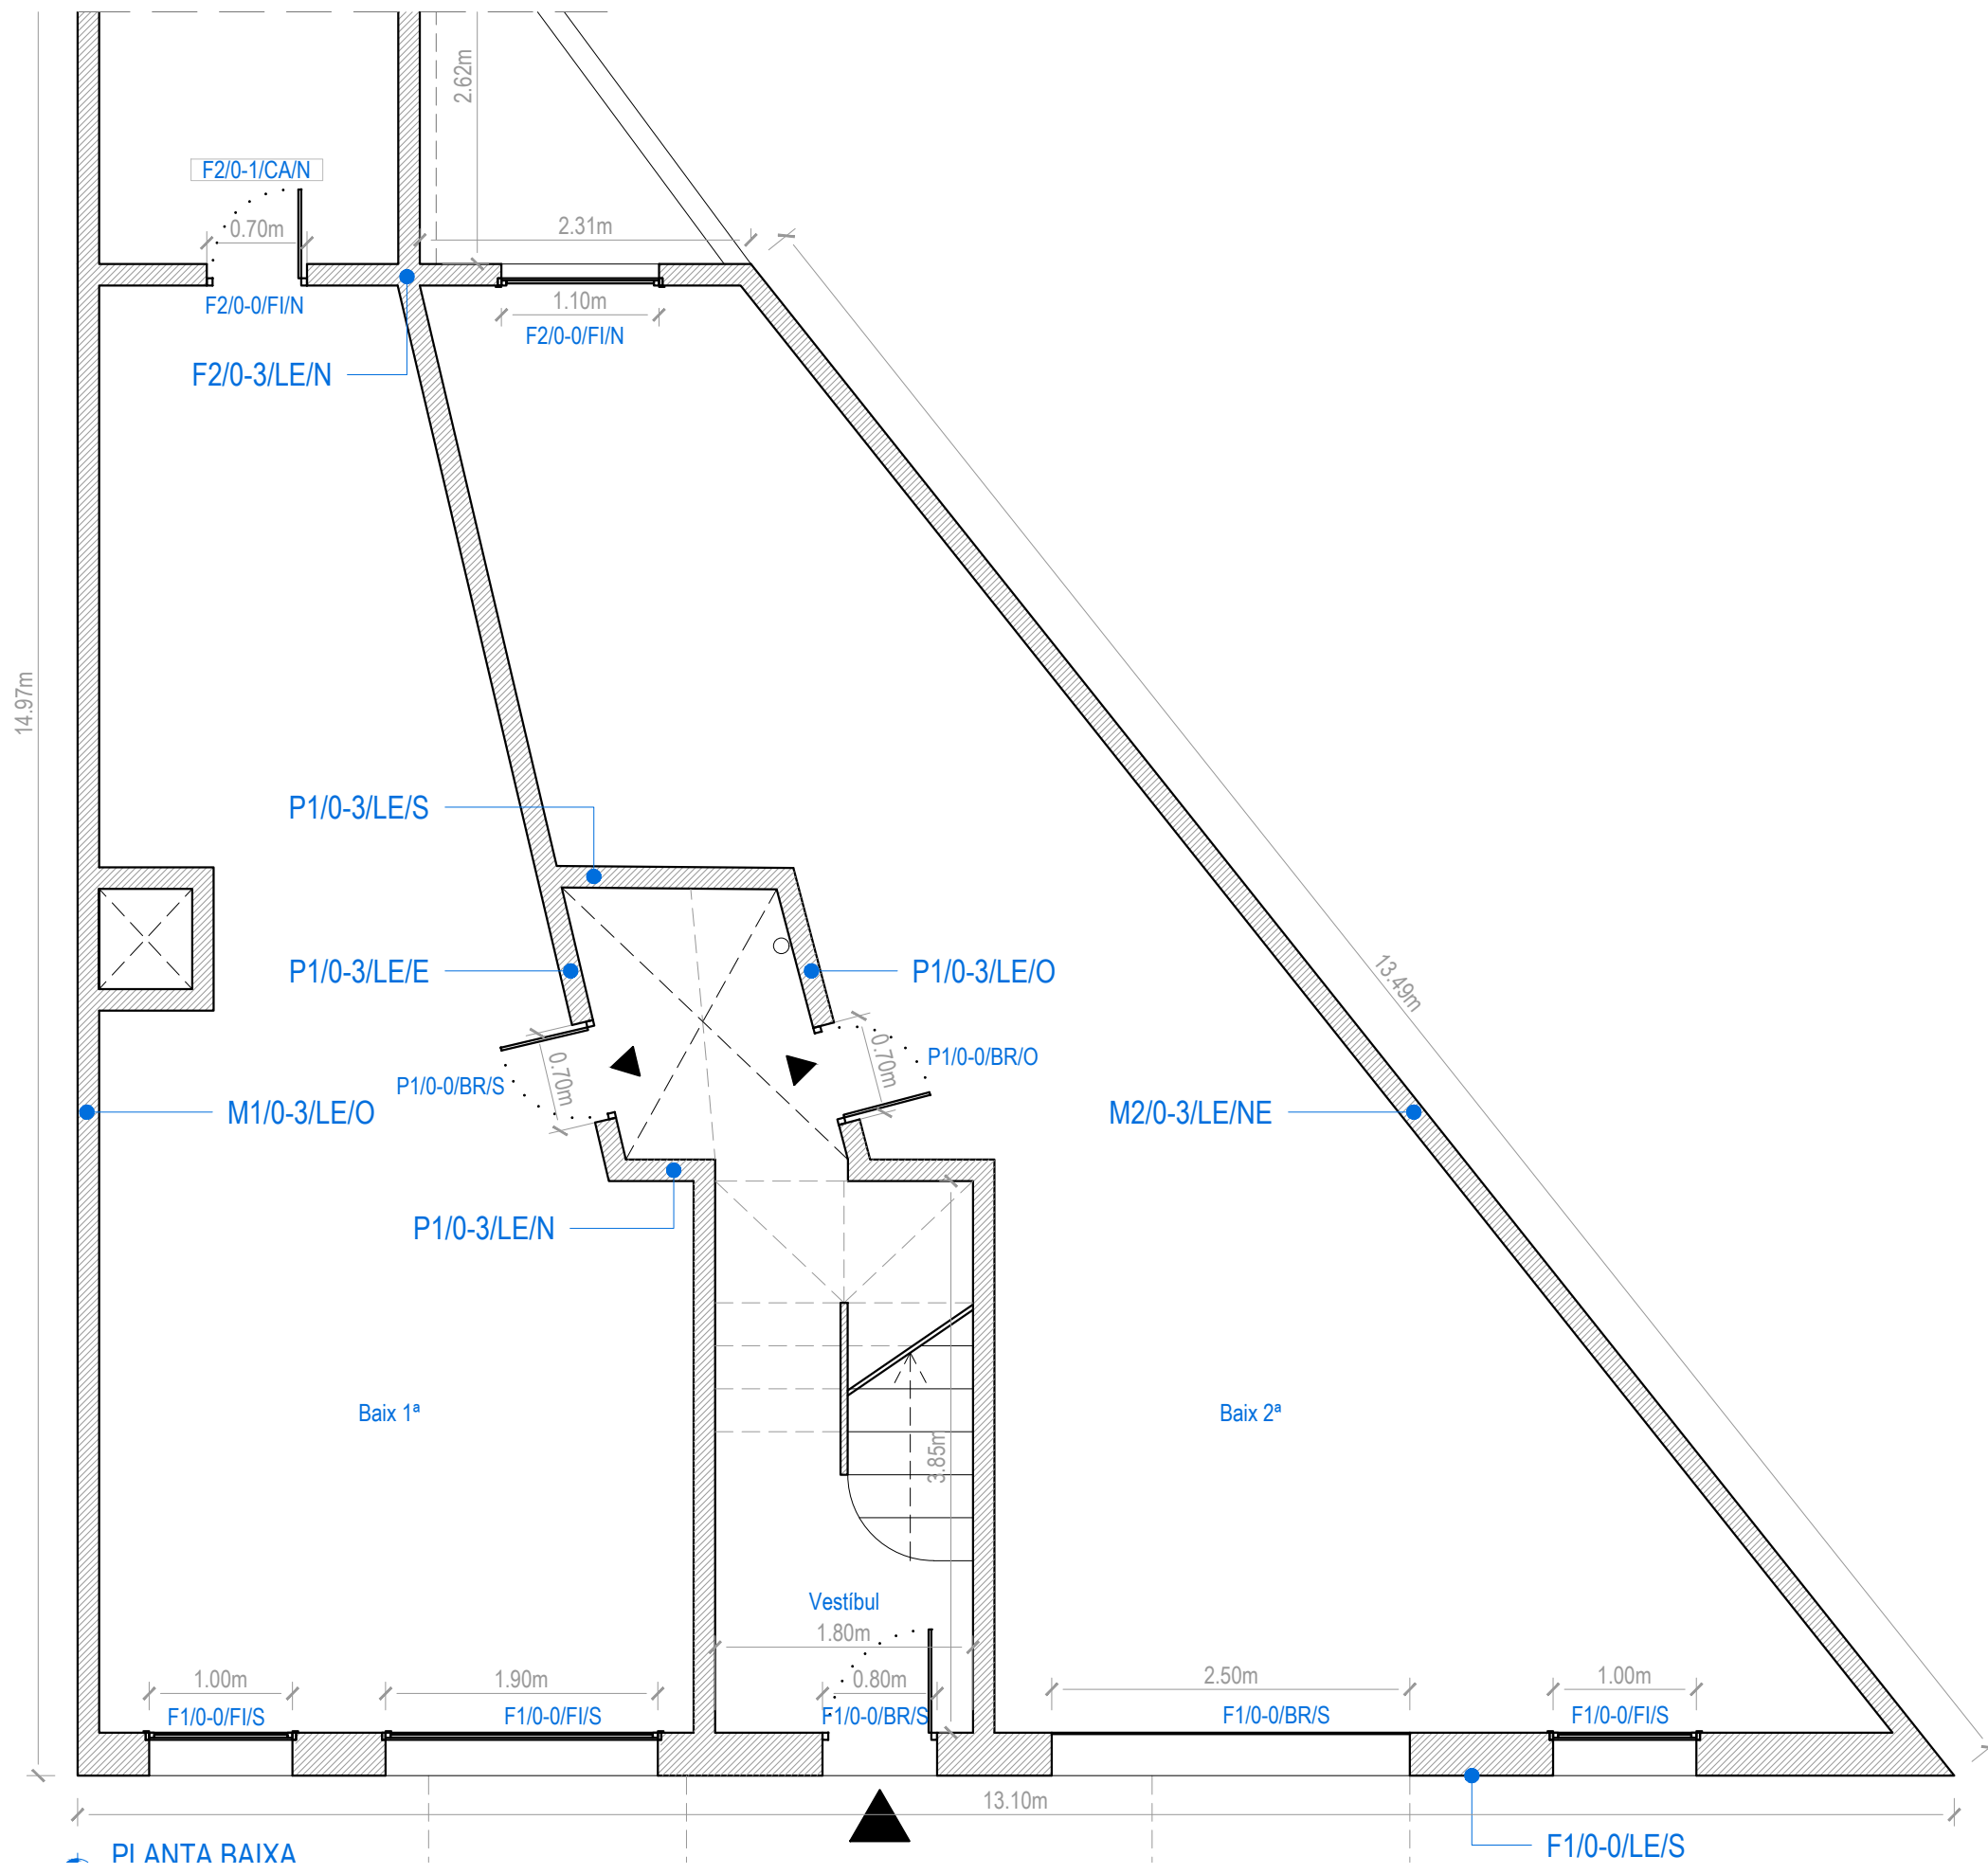 2.62m
F2/0-1/CA/N
0.70m
2.31m
F2/0-0/FI/N
1.10m
F2/0-0/FI/N
F2/0-3/LE/N
14.97m
P1/0-3/LE/S
P1/0-3/LE/E
P1/0-3/LE/O
13.49m
0.70m
P1/0-0/BR/O
0.70m
P1/0-0/BR/S
M1/0-3/LE/O
M2/0-3/LE/NE
P1/0-3/LE/N
Baix 1ª
Baix 2ª
3.85m
Vestíbul
1.80m
1.00m
1.90m
0.80m
2.50m
1.00m
F1/0-0/FI/S
F1/0-0/FI/S
F1/0-0/BR/S
F1/0-0/BR/S
F1/0-0/FI/S
13.10m
F1/0-0/LE/S
PLANTA BAIXA